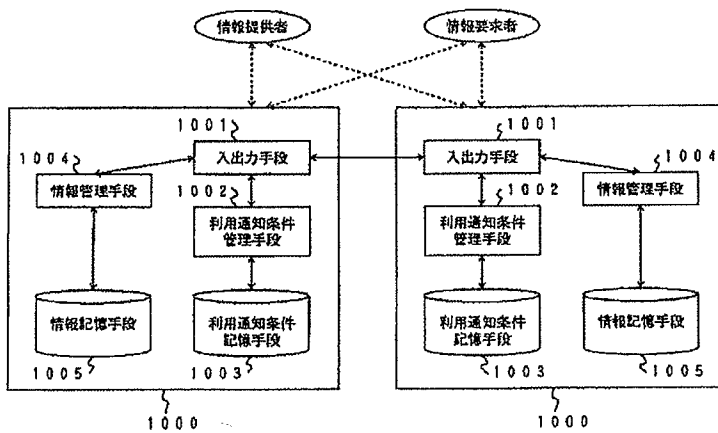 情報提供者
情報要求者
1001
1004
入出力手段
1002
情報管理手段
利用通知条件
管理手段
情報記憶手段
利用通知条件
記憶手段
1005
1003
1000
1001
入出力手段
1004
1002
情報管理手段
利用通知条件
管理手段
利用通知条件
記憶手段
情報記憶手段
1003
1005
1000